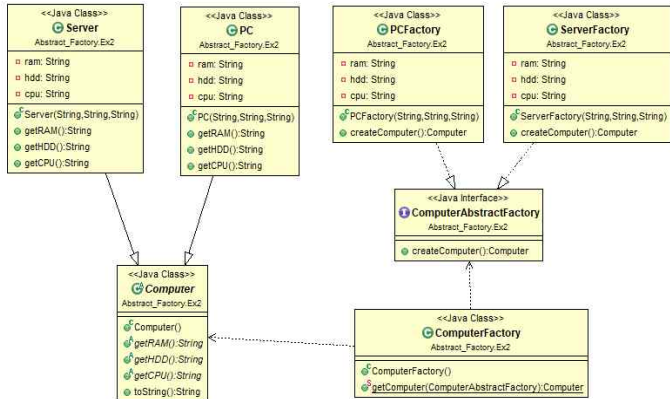 <<Java Class>>
Server
Abstract_Factory.Ex2
ram: String
hdd: String
cpu: String
Server(String,String,String)
getRAM():String
getHDD():String
getCPU():String
<<Java Class>>
PC
Abstract_Factory.Ex2
ram: String
hdd: String
cpu: String
PC(String,String,String)
getRAM():String
getHDD():String
getCPU():String
<<Java Class>>
PCFactory
Abstract_Factory.Ex2
ram: String
hdd: String
cpu: String
PCFactory(String,String,String)
createComputer():Computer
<<Java Class>>
ServerFactory
Abstract_Factory.Ex2
ram: String
hdd: String
cpu: String
ServerFactory(String,String,String)
createComputer():Computer
<<Java Interface>>
ComputerAbstractFactory
Abstract_Factory.Ex2
createComputer():Computer
<<Java Class>>
Computer
Abstract_Factory.Ex2
Computer()
getRAM():String
getHDD():String
getCPU():String
toString():String
<<Java Class>>
ComputerFactory
Abstract_Factory.Ex2
ComputerFactory()
getComputer(ComputerAbstractFactory):Computer